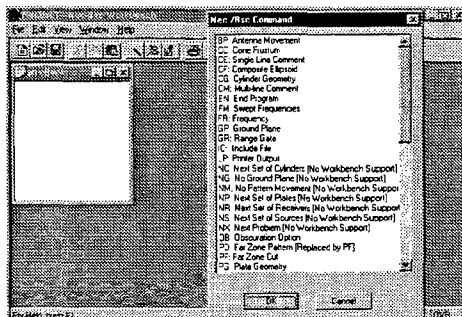 File Edit View Window Help
Nec /Bsc Command
BP: Antenna Movement
CC: Cone Frustum
CE: Single Line Comment
CF: Composite Ellipsoid
CG: Cylinder Geometry
CM: Multi-line Comment
EN: End Program
FM: Swept Frequencies
FR: Frequency
GP: Ground Plane
GR: Range Gate
IC: Include File
LP: Printer Output
NC: Next Set of Cylinders [No Workbench Support]
NG: No Ground Plane [No Workbench Support]
NM: No Pattern Movement [No Workbench Suppor
NP: Next Set of Plates [No Workbench Support]
NR: Next Set of Receivers [No Workbench Support]
NS: Next Set of Sources [No Workbench Support]
NX: Next Problem [No Workbench Support]
OB: Obscuration Option
PD: Far Zone Pattern [Replaced by PF]
PF: Far Zone Cut
PG: Plate Geometry
OK
Cancel
For Help, press F1